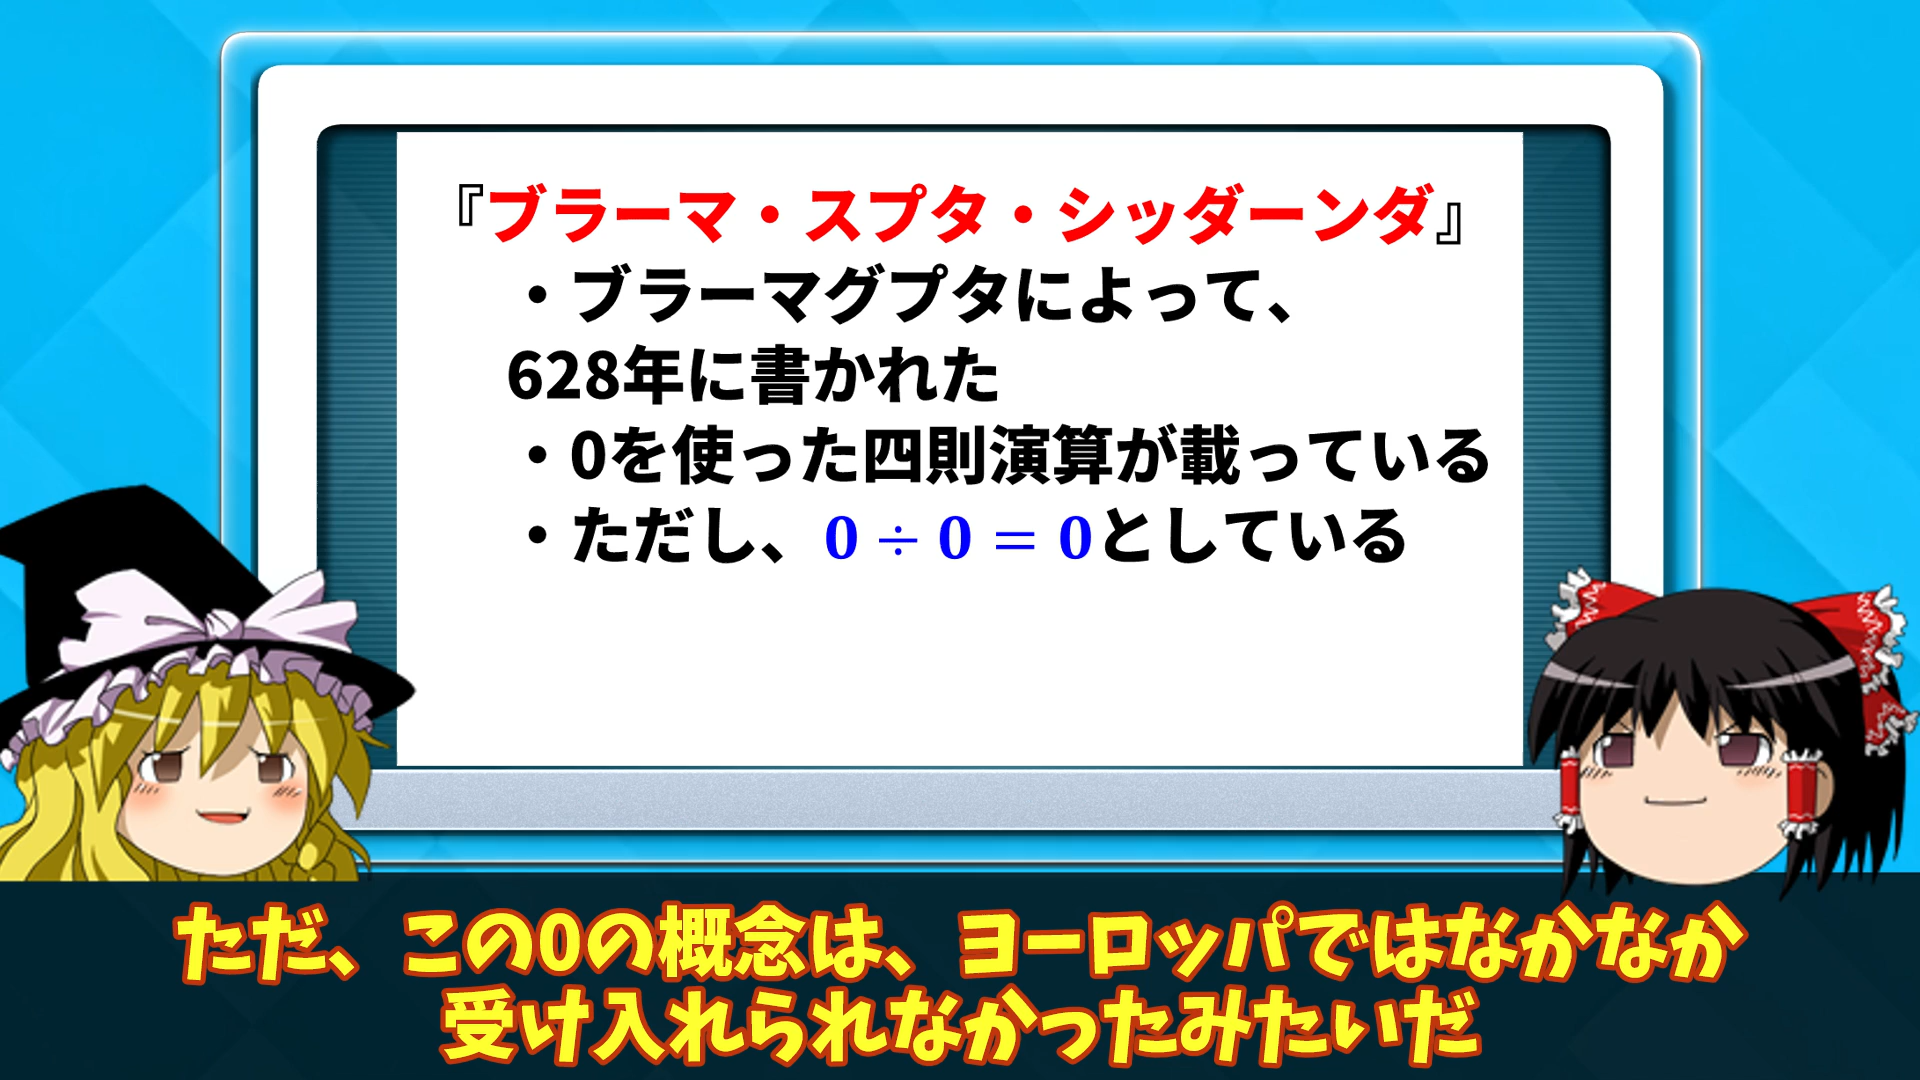 『ブラーマ・スプタ・シッダーンダ』
・ブラーマグプタによって、
628年に書かれた
・0を使った四則演算が載っている
・ただし、0 ÷ 0 = 0としている
ただ、この0の概念は、ヨーロッパではなかなか
受け入れられなかったみたいだ